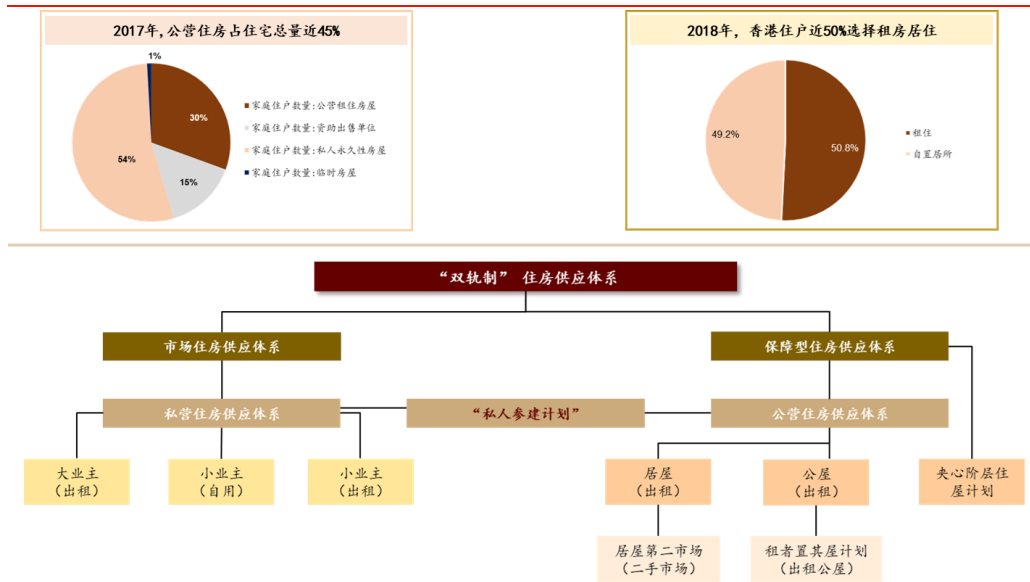 2017年,公营住房占住宅总量近45%
1%
30%
54%
15%
家庭住户数量:公营租住房屋
家庭住户数量:资助出售单位
家庭住户数量:私人永久性房屋
家庭住户数量:临时房屋
2018年，香港住户近50%选择租房居住
49.2%
50.8%
租住
自置居所
“双轨制” 住房供应体系
市场住房供应体系
保障型住房供应体系
私营住房供应体系
“私人参建计划”
公营住房供应体系
大业主
（出租）
小业主
（自用）
小业主
（出租）
居屋
（出租）
公屋
（出租）
夹心阶层住
屋计划
居屋第二市场
（二手市场）
租者置其屋计划
（出租公屋）